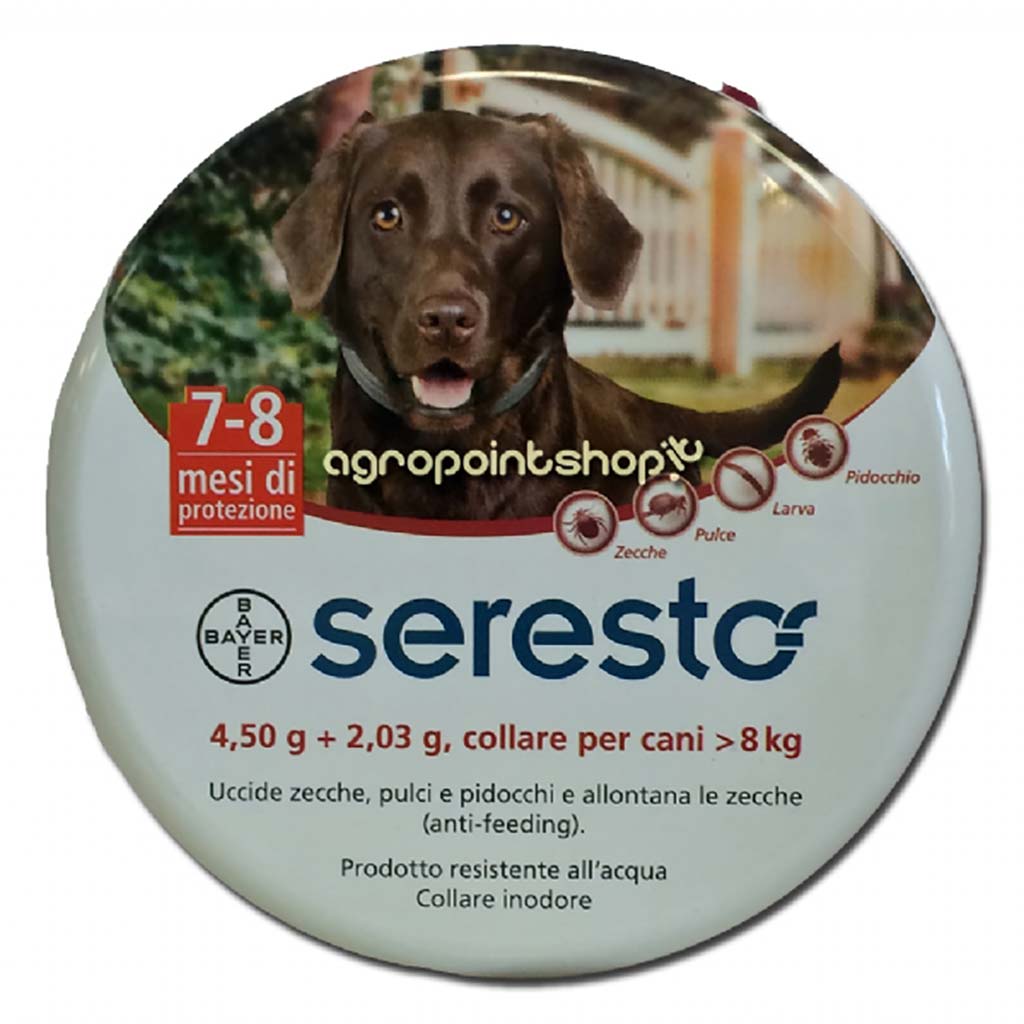 7-8
mesi di
protezione
agropointshop.it
Pidocchio
Larva
Pulce
Zecche
BAYER
BAYER
seresto
4,50 g + 2,03 g, collare per cani > 8 kg
Uccide zecche, pulci e pidocchi e allontana le zecche
(anti-feeding).
Prodotto resistente all'acqua
Collare inodore